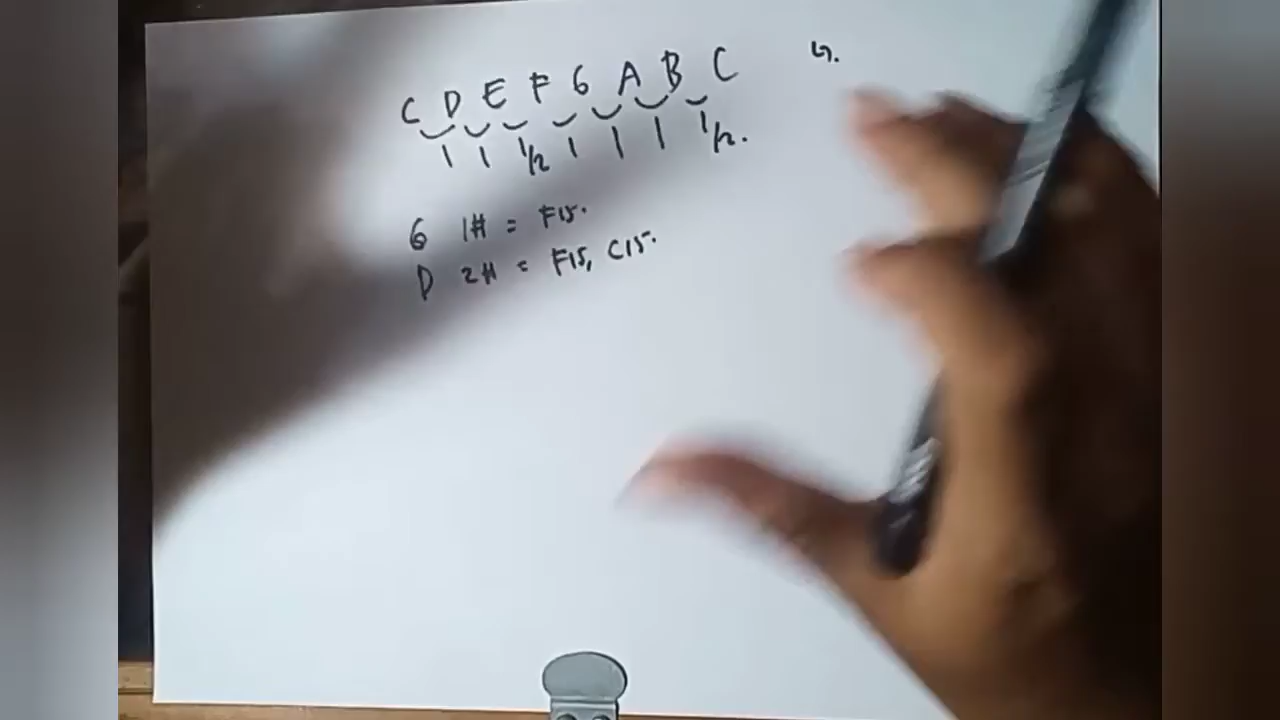 C D E F G A B C
1 1 1/2 1 1 1 1/2.
G 1# = Fis.
D 2# = Fis, Cis.